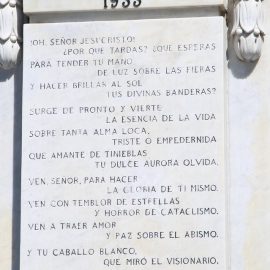 1933
¡OH, SEÑOR JESUCRISTO!
¿POR QUE TARDAS? ¿QUE ESPERAS
PARA TENDER TU MANO
DE LUZ SOBRE LAS FIERAS
Y HACER BRILLAR AL SOL
TUS DIVINAS BANDERAS?
SURGE DE PRONTO Y VIERTE
LA ESENCIA DE LA VIDA
SOBRE TANTA ALMA LOCA,
TRISTE O EMPEDERNIDA
QUE AMANTE DE TINIEBLAS
TU DULCE AURORA OLVIDA.
VEN, SEÑOR, PARA HACER
LA GLORIA DE TI MISMO.
VEN CON TEMBLOR DE ESTRELLAS
Y HORROR DE CATACLISMO.
VEN A TRAER AMOR
Y PAZ SOBRE EL ABISMO.
Y TU CABALLO BLANCO,
QUE MIRÓ EL VISIONARIO,